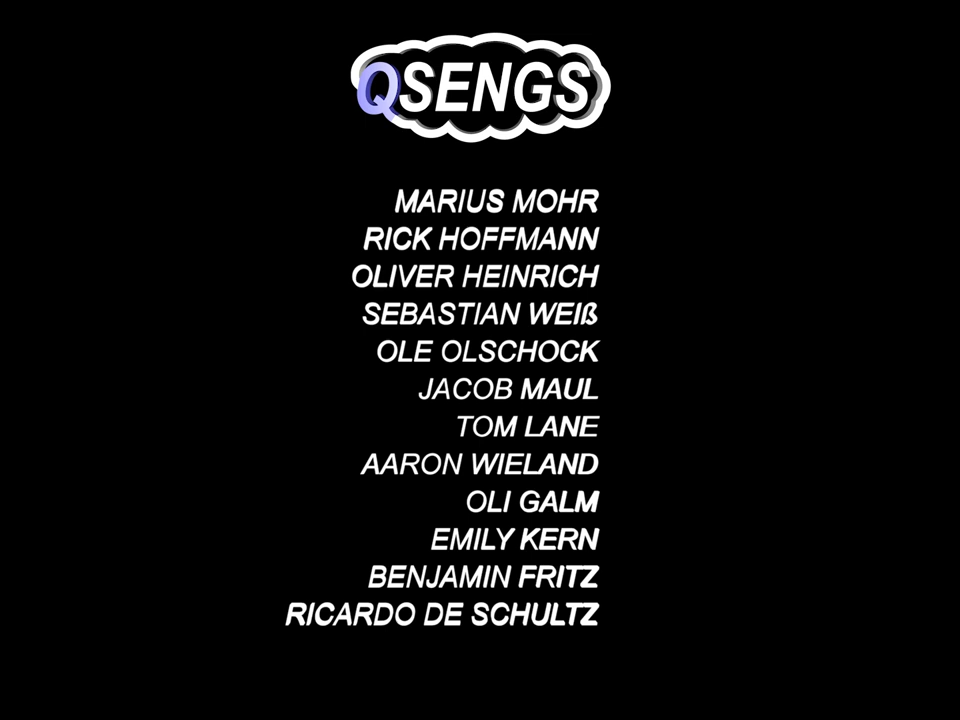 QSENGS
MARIUS MOHR
RICK HOFFMANN
OLIVER HEINRICH
SEBASTIAN WEIß
OLE OLSCHOCK
JACOB MAUL
TOM LANE
AARON WIELAND
OLI GALM
EMILY KERN
BENJAMIN FRITZ
RICARDO DE SCHULTZ